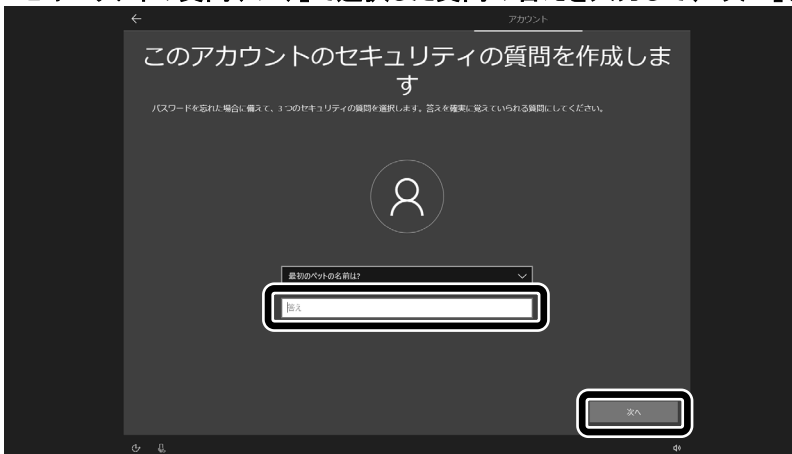 アカウント
このアカウントのセキュリティの質問を作成しま
す
パスワードを忘れた場合に備えて、3 つのセキュリティの質問を選択します。答えを確実に覚えていられる質問にしてください。
最初のペットの名前は?
答え
次へ